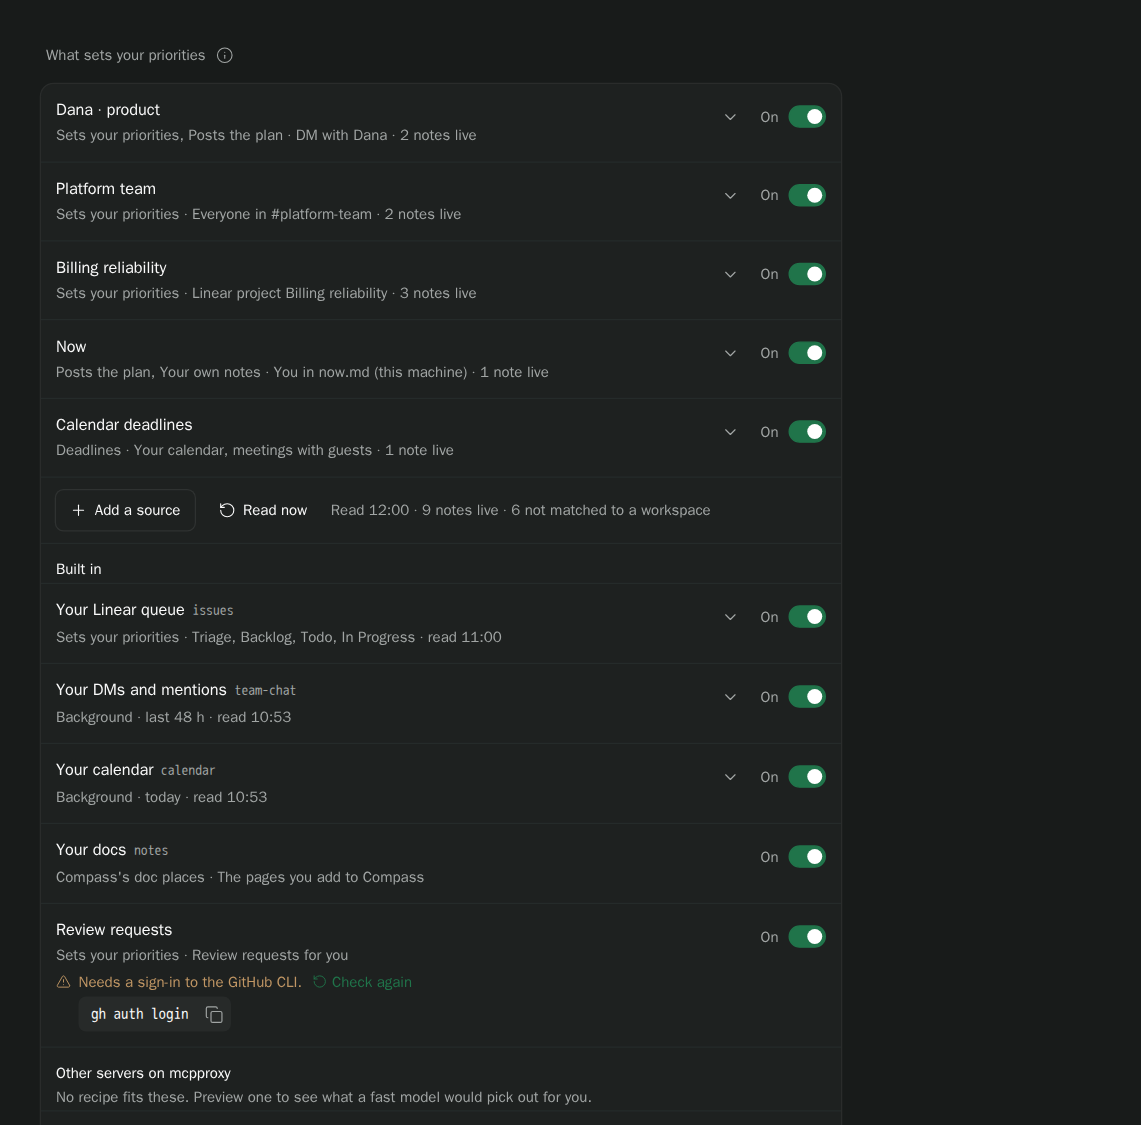 What sets your priorities
Dana · product
On
Sets your priorities, Posts the plan · DM with Dana · 2 notes live
Platform team
On
Sets your priorities · Everyone in #platform-team · 2 notes live
Billing reliability
On
Sets your priorities · Linear project Billing reliability · 3 notes live
Now
On
Posts the plan, Your own notes · You in now.md (this machine) · 1 note live
Calendar deadlines
On
Deadlines · Your calendar, meetings with guests · 1 note live
Add a source Read now Read 12:00 · 9 notes live · 6 not matched to a workspace
Built in
Your Linear queue issues
On
Sets your priorities · Triage, Backlog, Todo, In Progress · read 11:00
Your DMs and mentions team-chat
On
Background · last 48 h · read 10:53
Your calendar calendar
On
Background · today · read 10:53
Your docs notes
On
Compass's doc places · The pages you add to Compass
Review requests
On
Sets your priorities · Review requests for you
Needs a sign-in to the GitHub CLI. Check again
gh auth login
Other servers on mcpproxy
No recipe fits these. Preview one to see what a fast model would pick out for you.